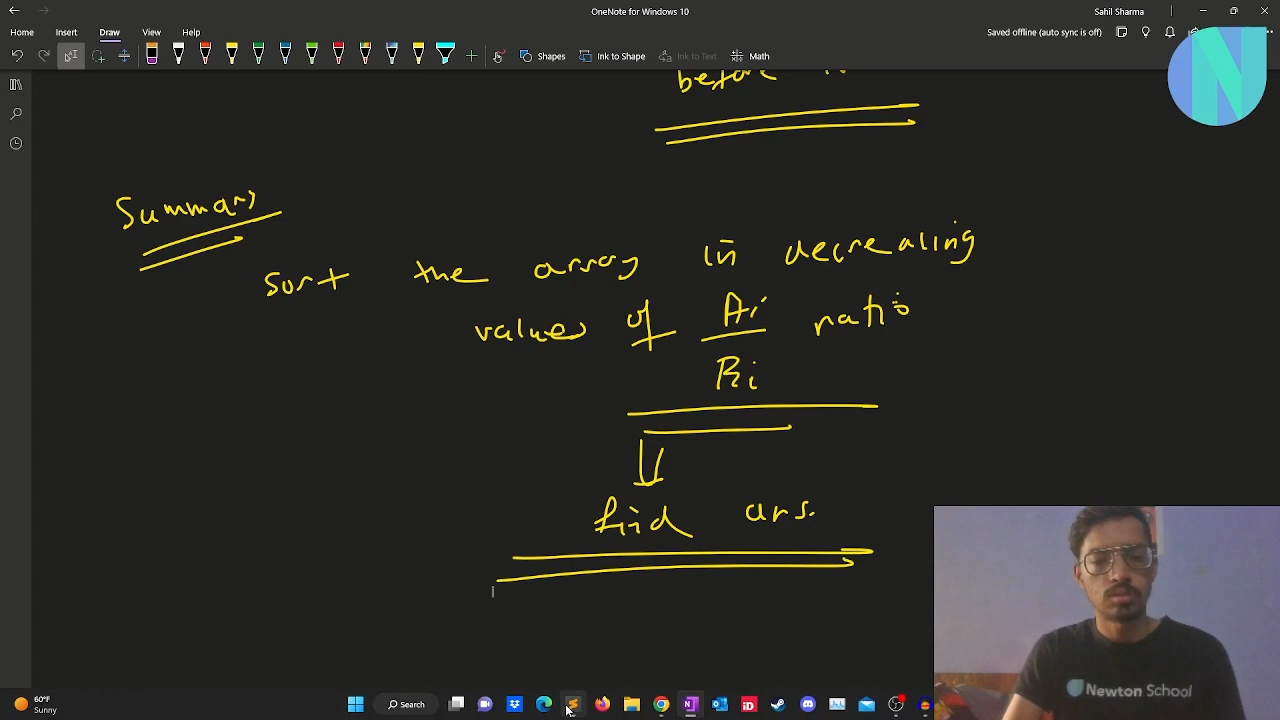 OneNote for Windows 10
Sahil Sharma
Home Insert Draw View Help
Saved offline (auto sync is off)
Shapes Ink to Shape Ink to Text Math
before
Summary
Sort the array in decreasing
values of Ai ratio
Bi
find ans.
Newton School
60°F
Sunny
Search